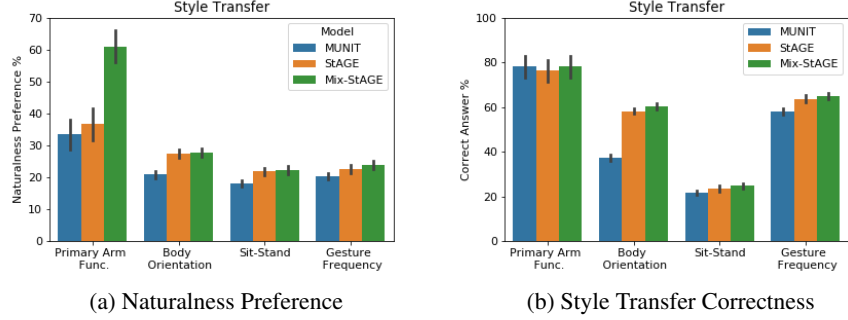 Style Transfer
Naturalness Preference %
70
60
50
40
30
20
10
0
Model
MUNIT
StAGE
Mix-StAGE
Primary Arm Func.
Body Orientation
Sit-Stand
Gesture Frequency
(a) Naturalness Preference
Style Transfer
Correct Answer %
100
80
60
40
20
0
MUNIT
StAGE
Mix-StAGE
Primary Arm Func.
Body Orientation
Sit-Stand
Gesture Frequency
(b) Style Transfer Correctness